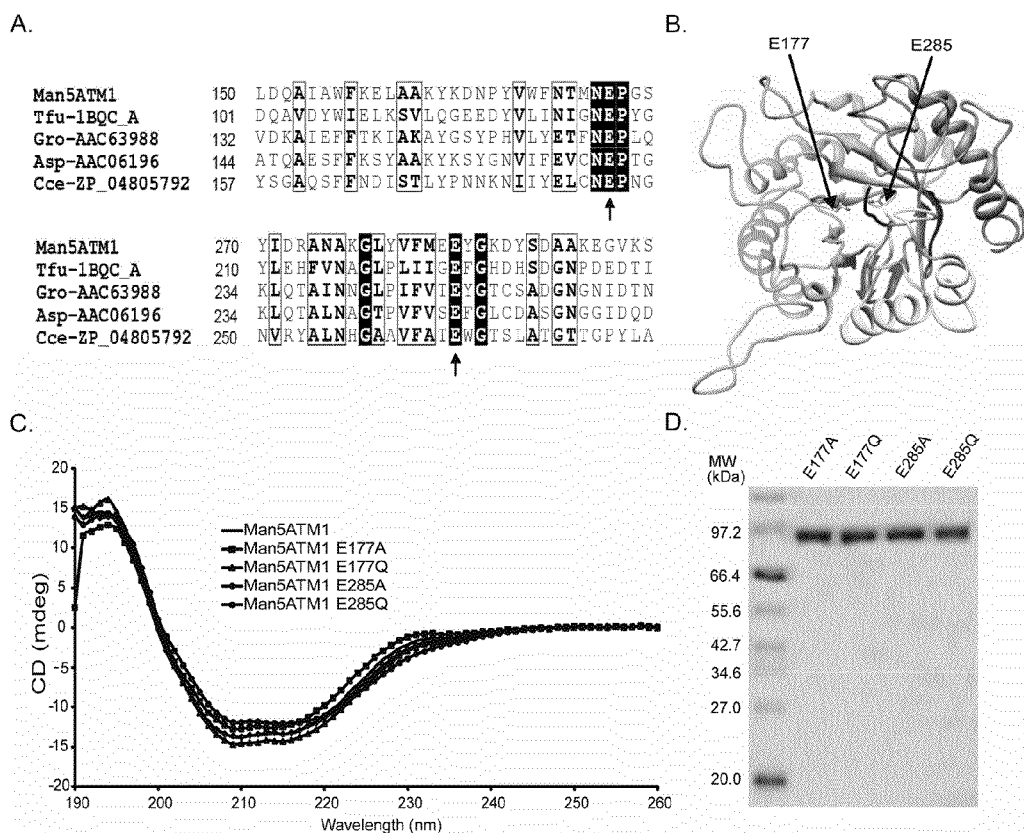 A.
Man5ATM1 150 LDQAIAWFKELAAKYKDNPYVWFNTMNEPGS
Tfu-1BQC_A 101 DQAVDYWIELKSVLQGEEDYVLINIGNEPYG
Gro-AAC63988 132 VDKAIEFFTKIAKAYGSYPHVLYETFNEPLQ
Asp-AAC06196 144 ATQAESFFKSYAAKYKSYGNVIFEVCNEPTG
Cce-ZP_04805792 157 YSGAQSFFNDISTLYPNNKNIIYELCNEPNG
Man5ATM1 270 YIDRANAKGLYVFMEEYGKDYSDAAKEGVKS
Tfu-1BQC_A 210 YLEHFVNAGLPLIIGEFGHDHSDGNPDEDTI
Gro-AAC63988 234 KLQTAINNGLPIFVTEYGTCSADGNGNIDTN
Asp-AAC06196 234 KLQTALNAGTPVFVSEFGLCDASGNGGIDQD
Cce-ZP_04805792 250 NVRYALNHGAAVFATEWGTSLATGTGPYLA
B.
E177 E285
C.
20
15
10
5
0
-5
-10
-15
-20
CD (mdeg)
Man5ATM1
Man5ATM1 E177A
Man5ATM1 E177Q
Man5ATM1 E285A
Man5ATM1 E285Q
190 200 210 220 230 240 250 260
Wavelength (nm)
D.
MW
(kDa)
E177A E177Q E285A E285Q
97.2
66.4
55.6
42.7
34.6
27.0
20.0